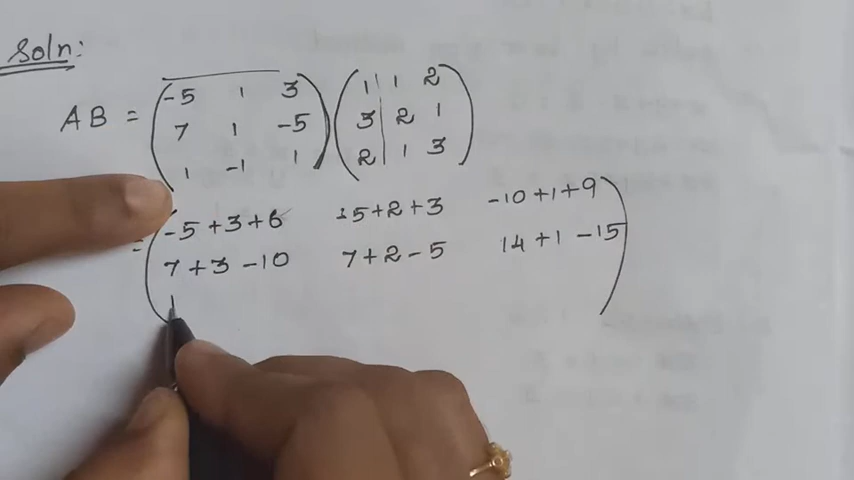 Soln:
AB = (-5 1 3) (1 1 2)
(7 1 -5) (3 2 1)
(1 -1 1) (2 1 3)
= (-5+3+6 -5+2+3 -10+1+9)
7+3-10 7+2-5 14+1-15
1